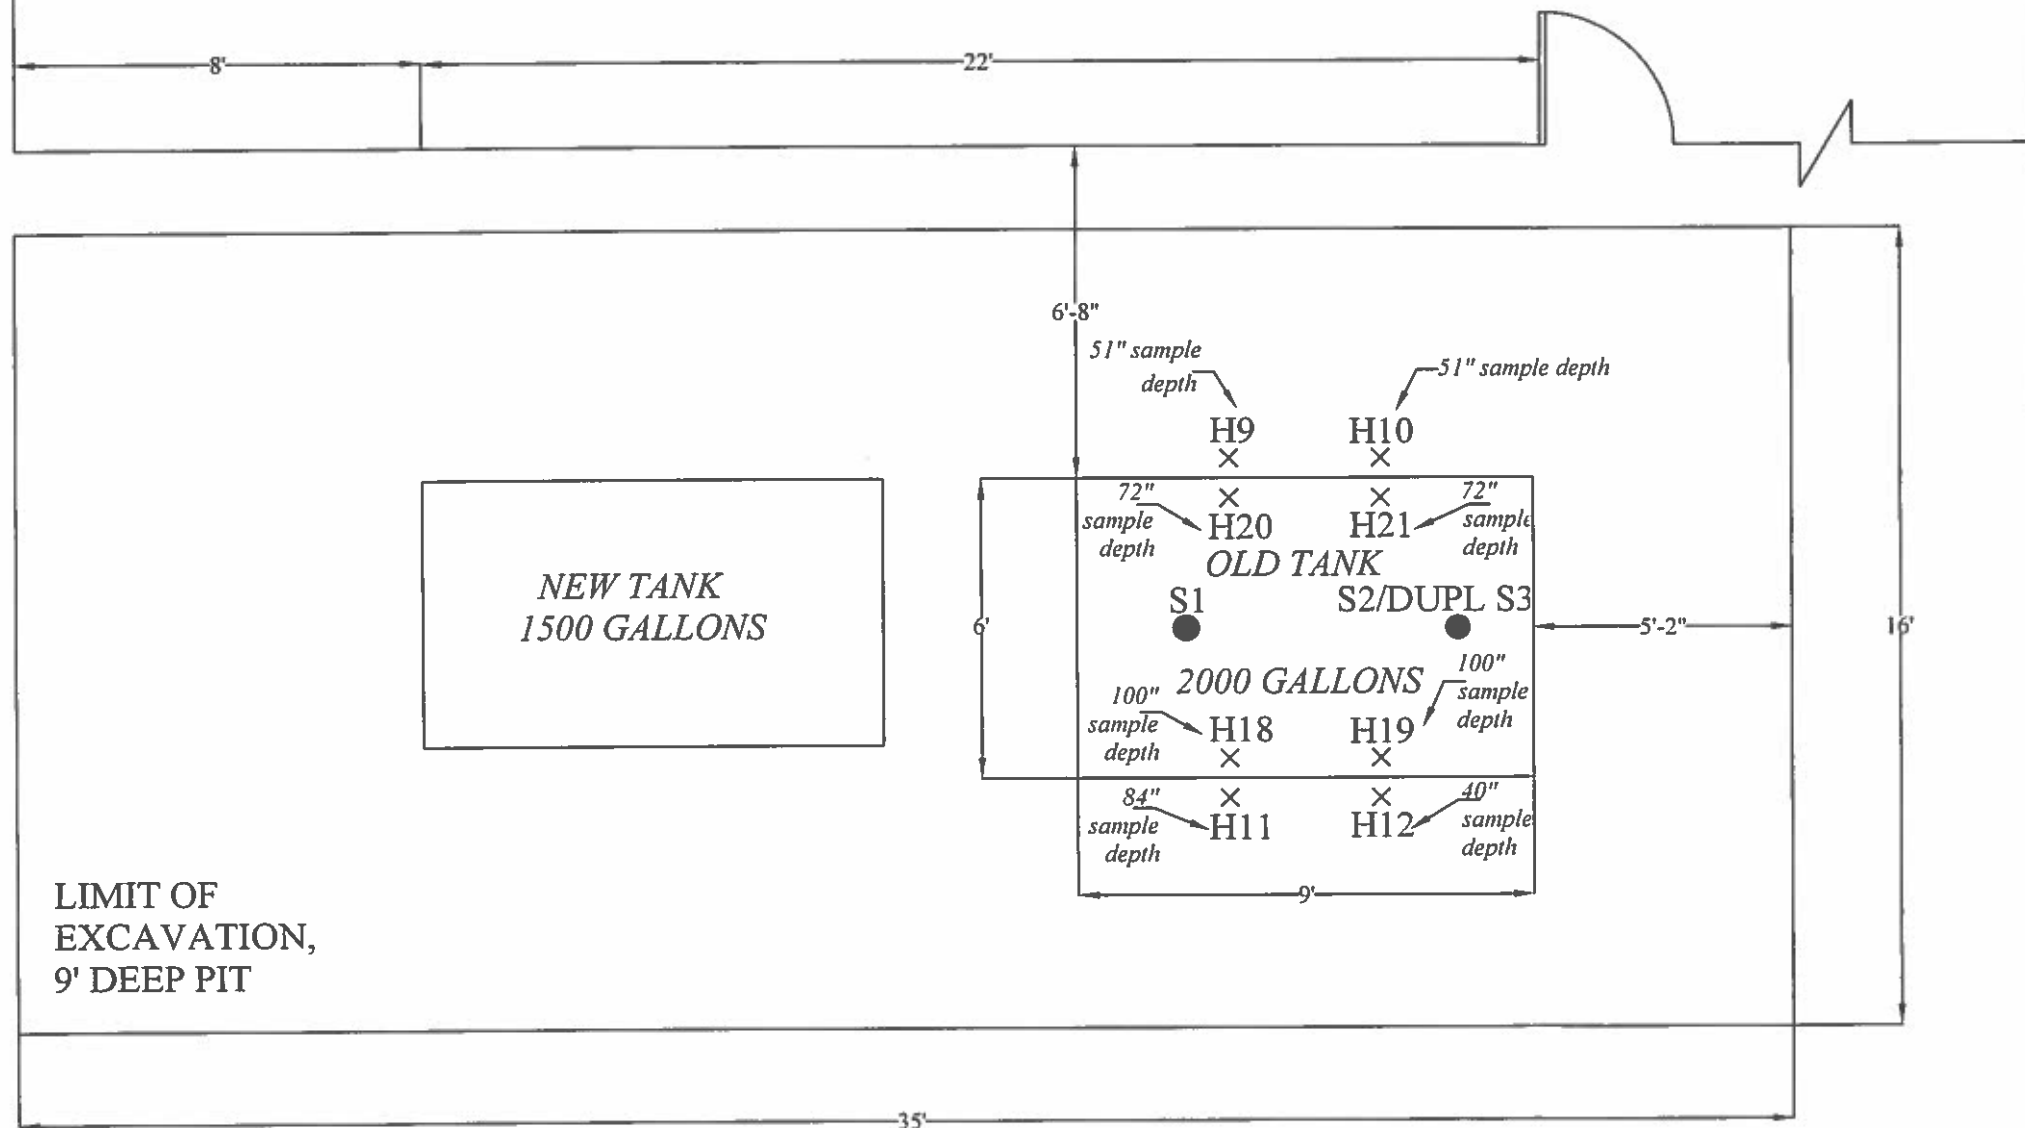 8'
22'
6'-8"
51" sample
depth
51" sample depth
H9
H10
72"
sample
depth
H20
H21
72"
sample
depth
OLD TANK
NEW TANK
1500 GALLONS
S1
S2/DUPL S3
6'
5'-2"
16'
2000 GALLONS
100"
sample
depth
100"
sample
depth
H18
H19
84"
sample
depth
H11
H12
40"
sample
depth
9'
LIMIT OF
EXCAVATION,
9' DEEP PIT
35'